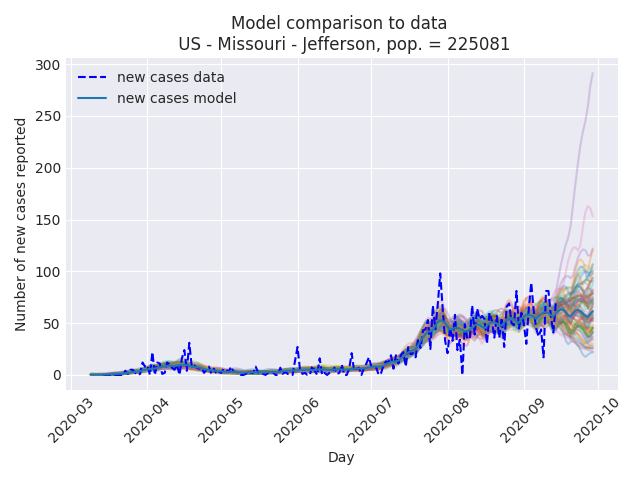 Model comparison to data
US - Missouri - Jefferson, pop. = 225081
300
250
200
150
100
50
0
Number of new cases reported
new cases data
new cases model
2020-03
2020-04
2020-05
2020-06
2020-07
2020-08
2020-09
2020-10
Day